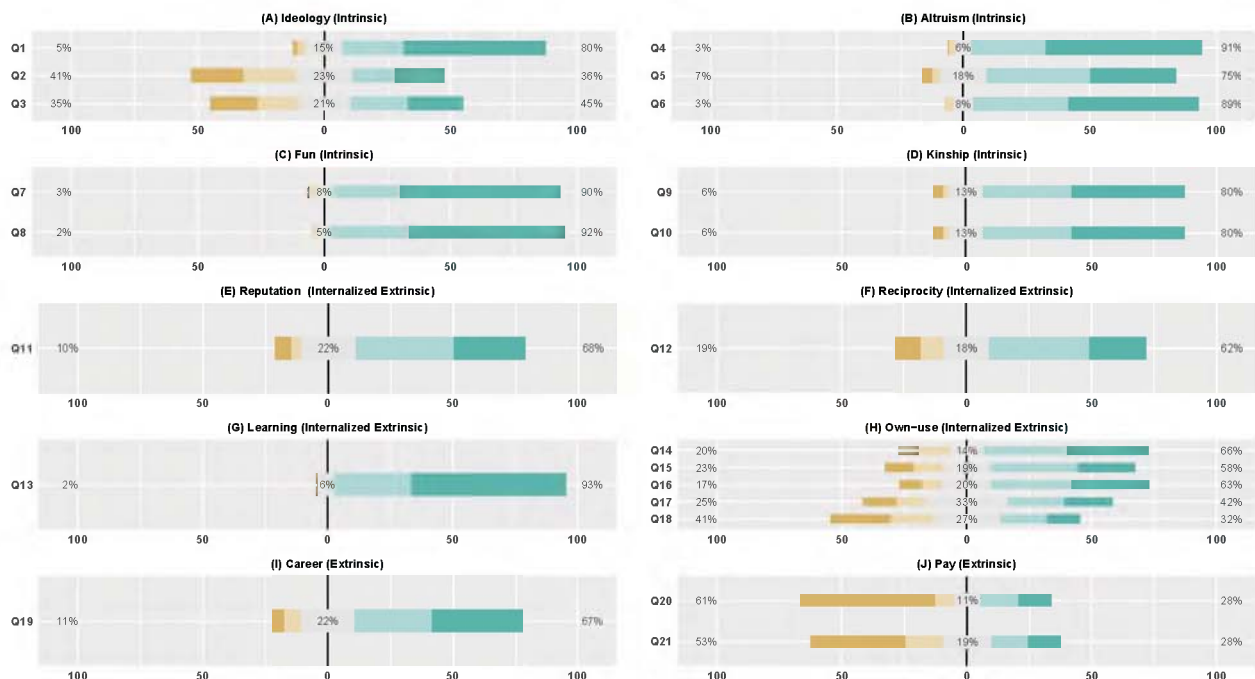 (A) Ideology (Intrinsic)
Q1 5% 15% 80%
Q2 41% 23% 36%
Q3 35% 21% 45%
100 50 0 50 100
(B) Altruism (Intrinsic)
Q4 3% 6% 91%
Q5 7% 18% 75%
Q6 3% 8% 89%
100 50 0 50 100
(C) Fun (Intrinsic)
Q7 3% 8% 90%
Q8 2% 5% 92%
100 50 0 50 100
(D) Kinship (Intrinsic)
Q9 6% 13% 80%
Q10 6% 13% 80%
100 50 0 50 100
(E) Reputation (Internalized Extrinsic)
Q11 10% 22% 68%
100 50 0 50 100
(F) Reciprocity (Internalized Extrinsic)
Q12 19% 18% 62%
100 50 0 50 100
(G) Learning (Internalized Extrinsic)
Q13 2% 6% 93%
100 50 0 50 100
(H) Own−use (Internalized Extrinsic)
Q14 20% 14% 66%
Q15 23% 19% 58%
Q16 17% 20% 63%
Q17 25% 33% 42%
Q18 41% 27% 32%
100 50 0 50 100
(I) Career (Extrinsic)
Q19 11% 22% 67%
100 50 0 50 100
(J) Pay (Extrinsic)
Q20 61% 11% 28%
Q21 53% 19% 28%
100 50 0 50 100